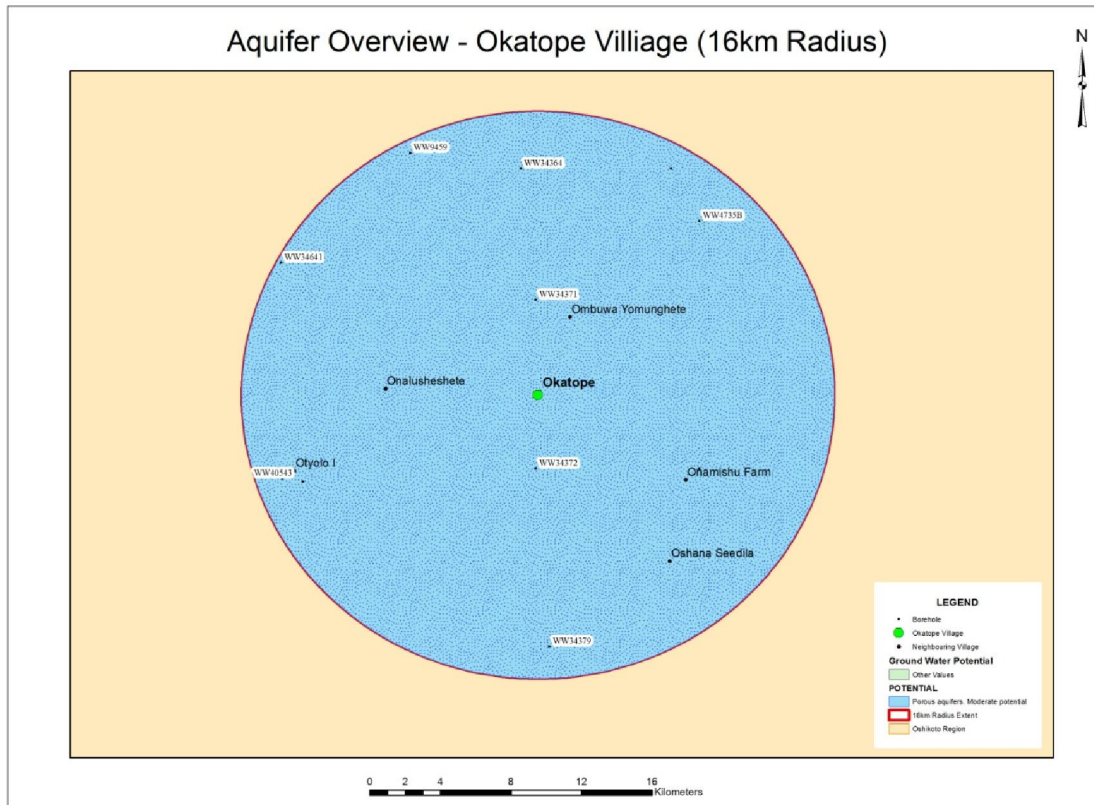 Aquifer Overview - Okatope Villiage (16km Radius)
N
WW9459
WW34364
WW4735B
WW34641
WW34371
Ombuwa Yomunghete
Onalusheshete
Okatope
Otyolo I
WW40543
WW34372
Onamishu Farm
Oshana Seedila
WW34379
LEGEND
Borehole
Okatope Village
Neighbouring Village
Ground Water Potential
Other Values
POTENTIAL
Porous aquifers. Moderate potential
16km Radius Extent
Oshikoto Region
0 2 4 8 12 16
Kilometers